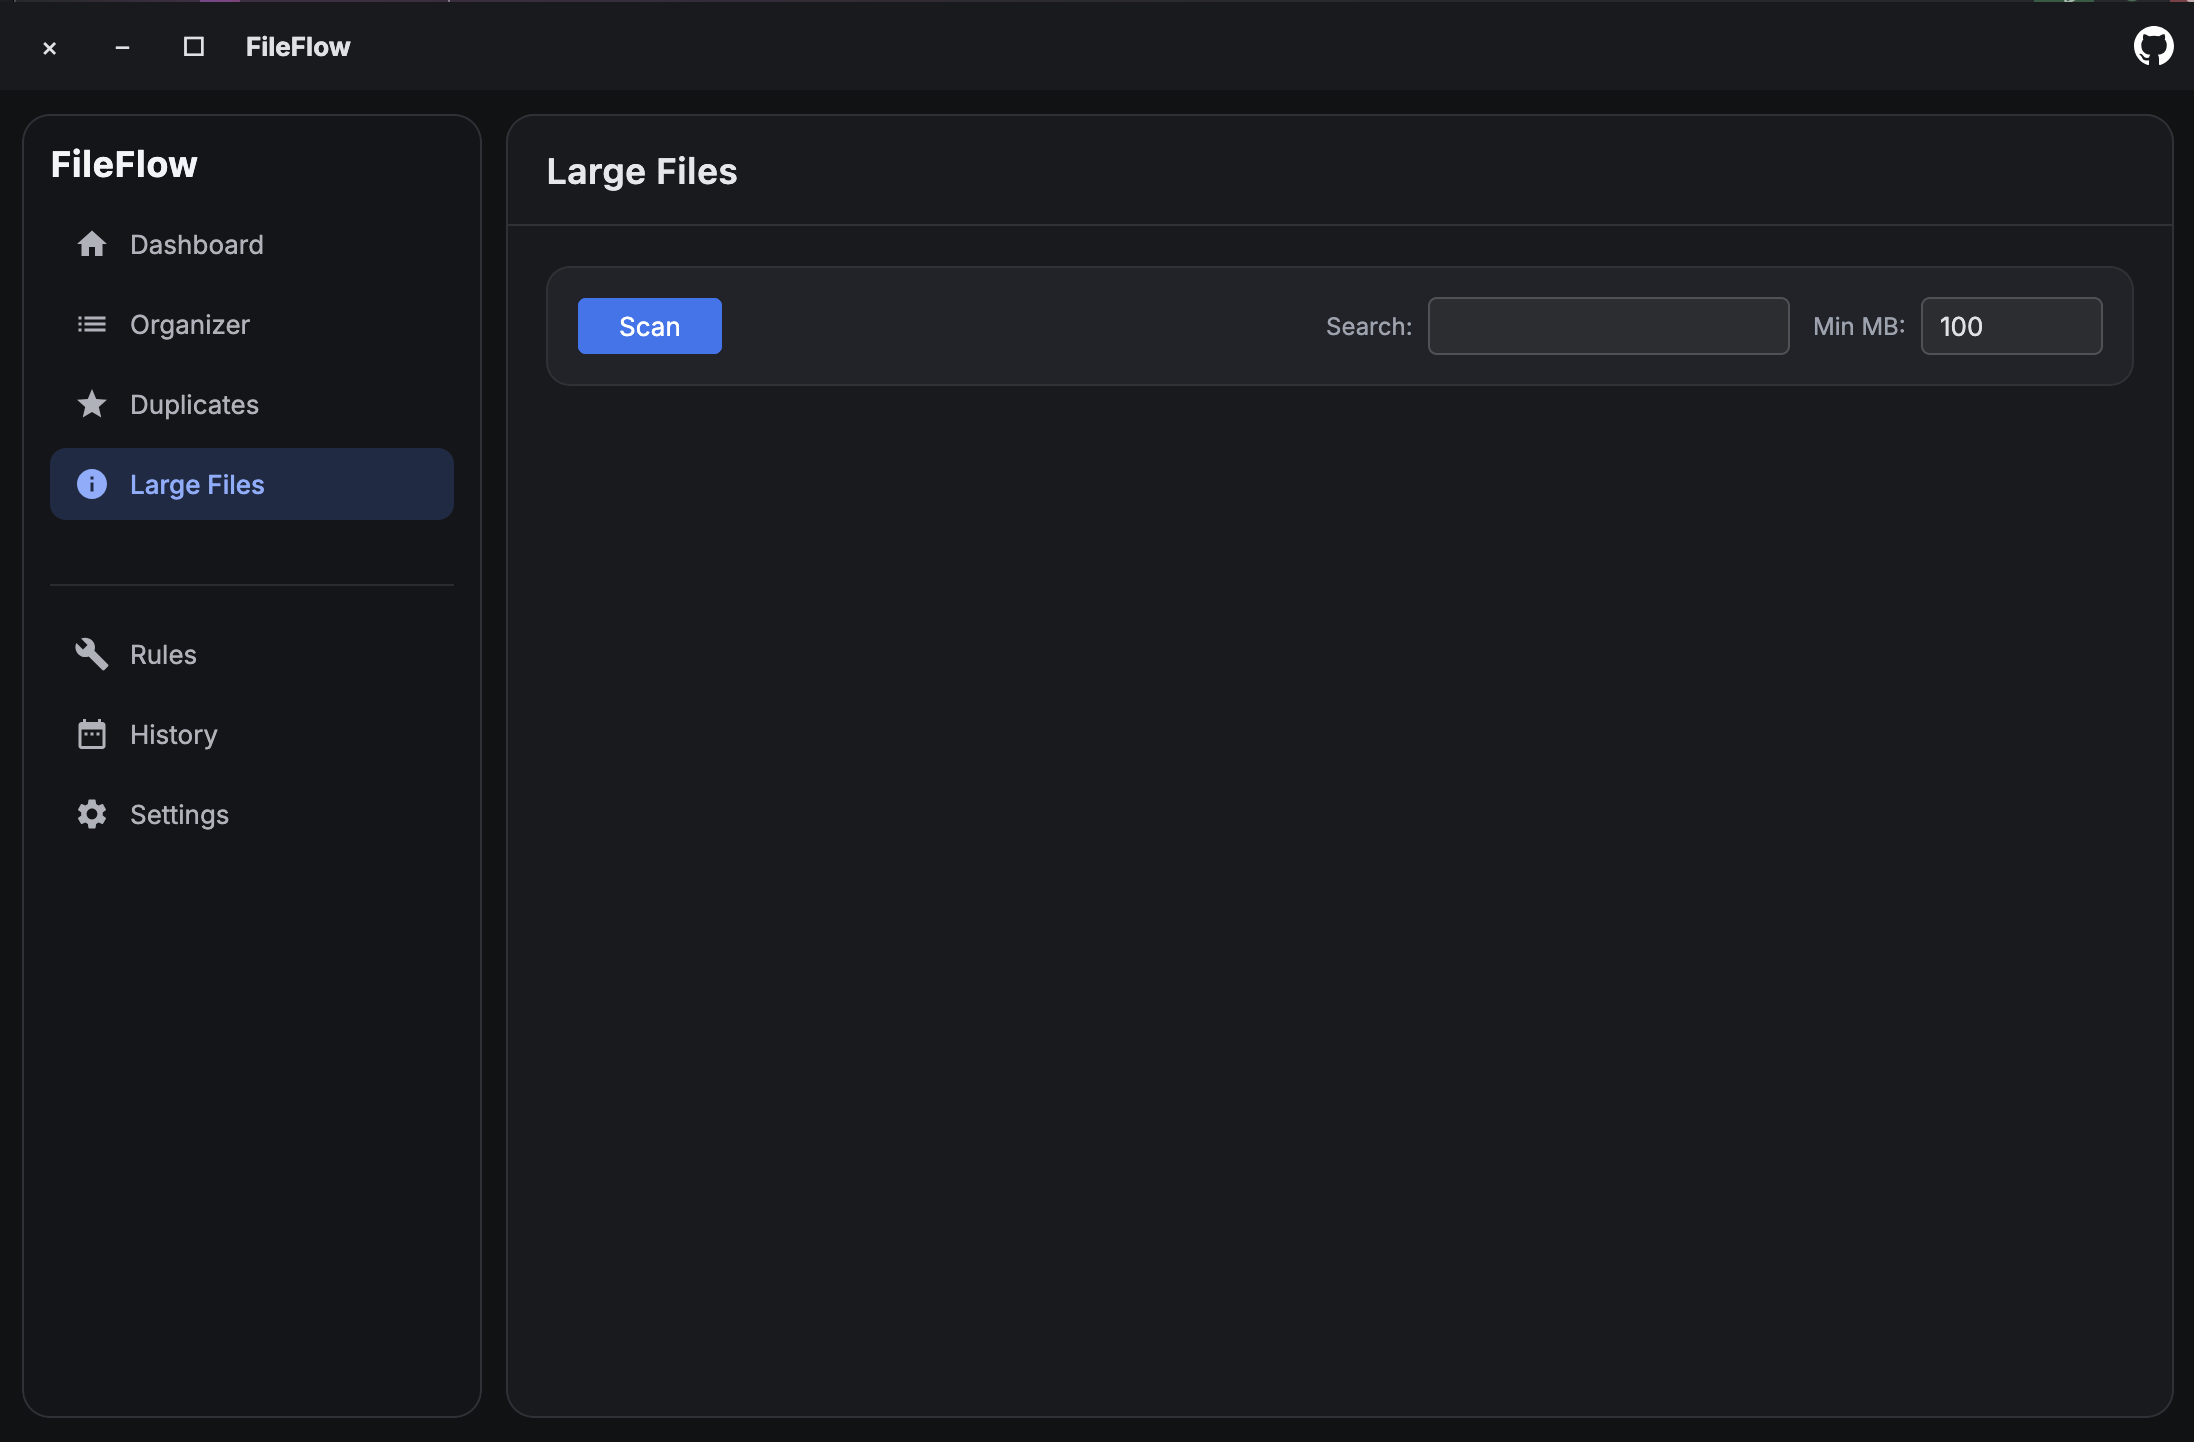 FileFlow
FileFlow
Dashboard
Organizer
Duplicates
Large Files
Rules
History
Settings
Large Files
Scan
Search:
Min MB: 100